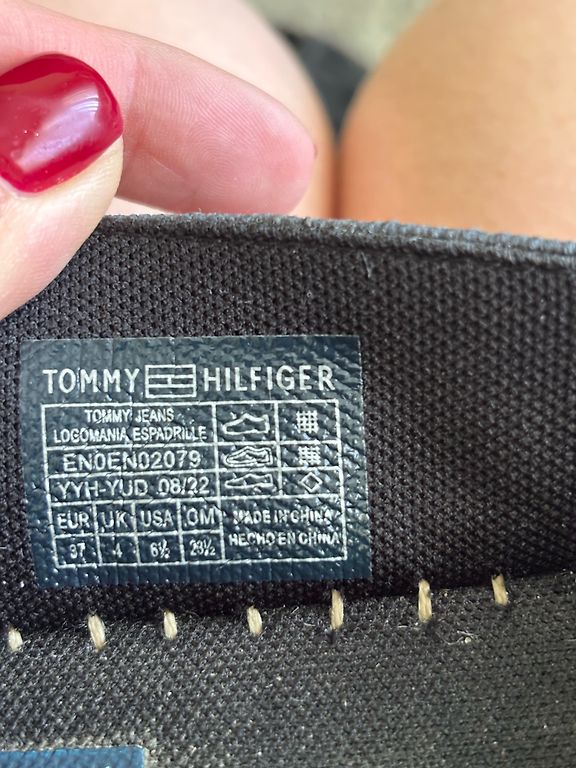 TOMMY HILFIGER
TOMMY JEANS
LOGOMANIA ESPADRILLE
EN0EN02079
YYH-YUD 08/22
EUR UK USA CM
37 4 6½ 23½
MADE IN CHINA
HECHO EN CHINA